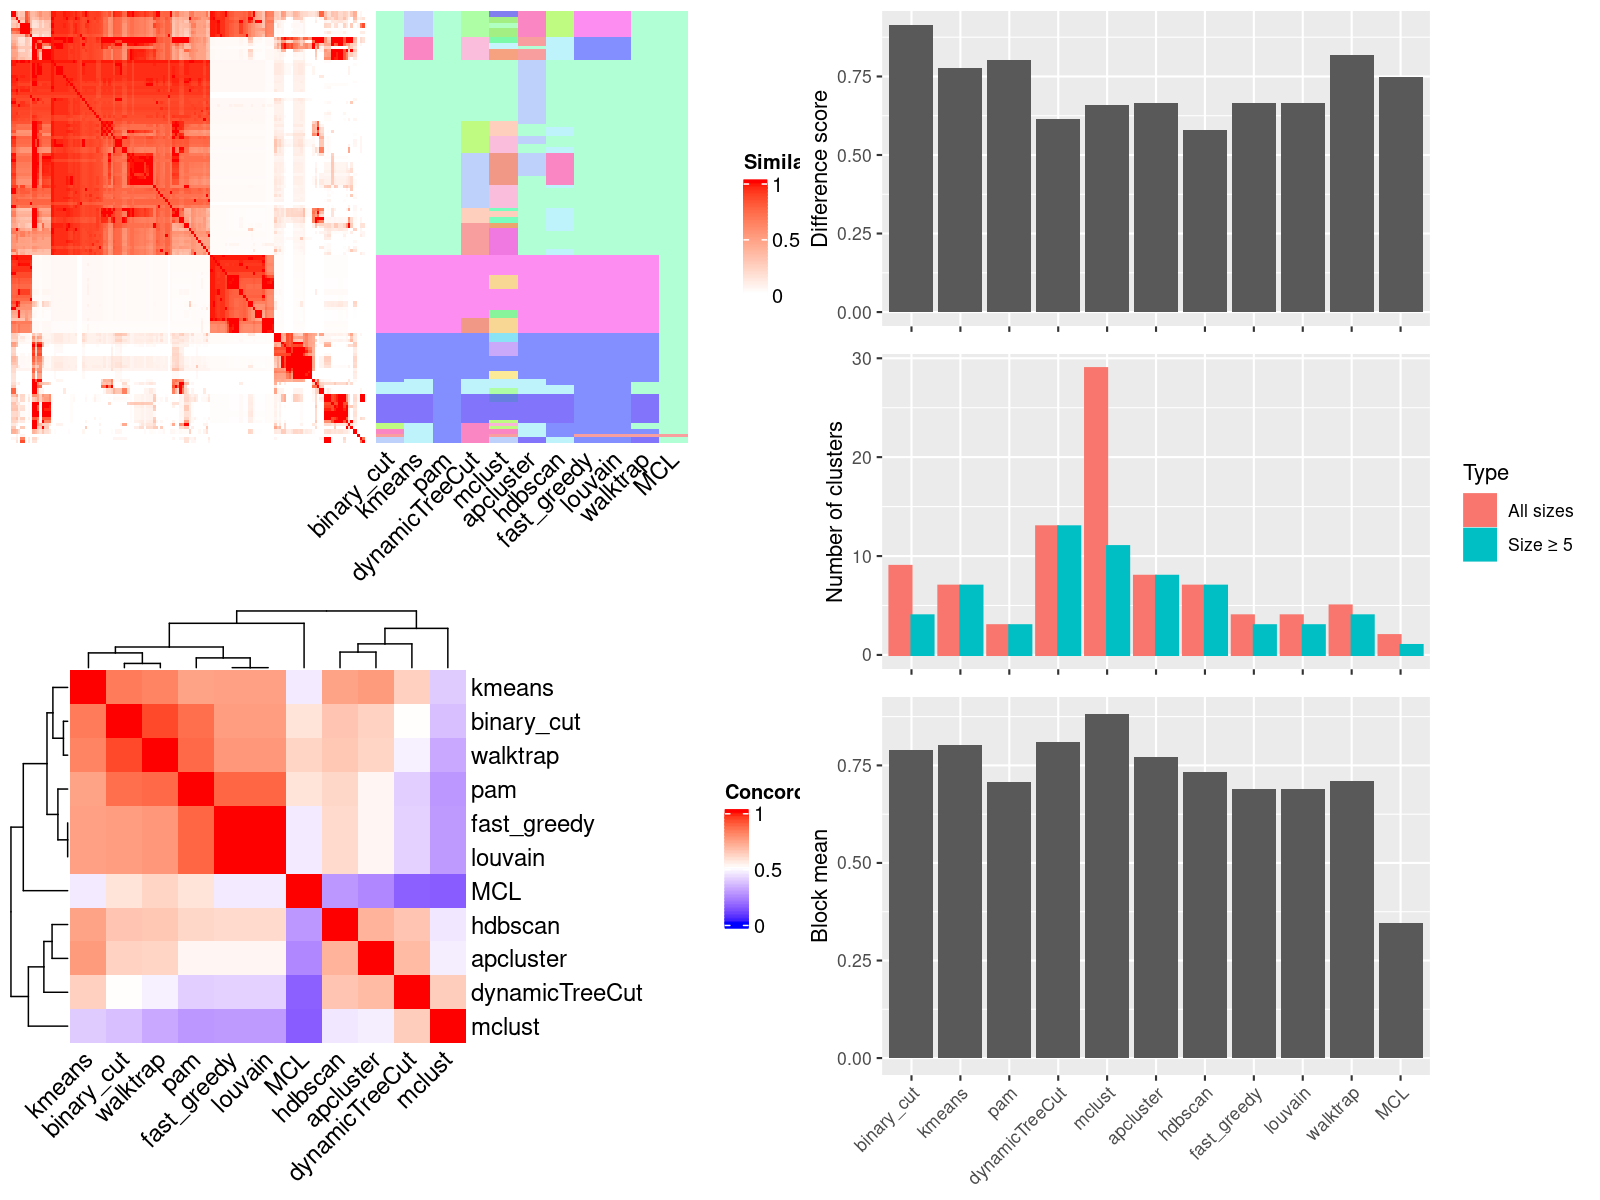 Simila
1
0.5
0
binary_cut
kmeans
pam
dynamicTreeCut
mclust
apcluster
hdbscan
fast_greedy
louvain
walktrap
MCL
kmeans
binary_cut
walktrap
pam
fast_greedy
louvain
MCL
hdbscan
apcluster
dynamicTreeCut
mclust
kmeans
binary_cut
walktrap
pam
fast_greedy
louvain
MCL
hdbscan
apcluster
dynamicTreeCut
mclust
Concord
1
0.5
0
Difference score
0.75
0.50
0.25
0.00
Number of clusters
30
20
10
0
Type
All sizes
Size ≥ 5
Block mean
0.75
0.50
0.25
0.00
binary_cut
kmeans
pam
dynamicTreeCut
mclust
apcluster
hdbscan
fast_greedy
louvain
walktrap
MCL